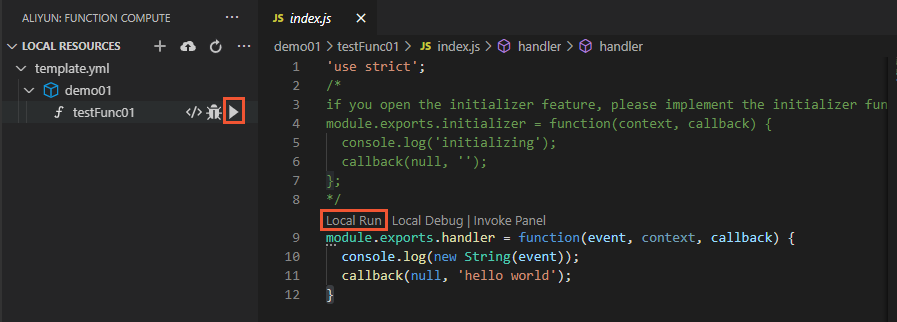 ALIYUN: FUNCTION COMPUTE
LOCAL RESOURCES
template.yml
demo01
testFunc01
JS index.js
demo01 > testFunc01 > JS index.js > handler > handler
1 'use strict';
2 /*
3 if you open the initializer feature, please implement the initializer fun
4 module.exports.initializer = function(context, callback) {
5 console.log('initializing');
6 callback(null, '');
7 };
8 */
Local Run Local Debug | Invoke Panel
9 module.exports.handler = function(event, context, callback) {
10 console.log(new String(event));
11 callback(null, 'hello world');
12 }